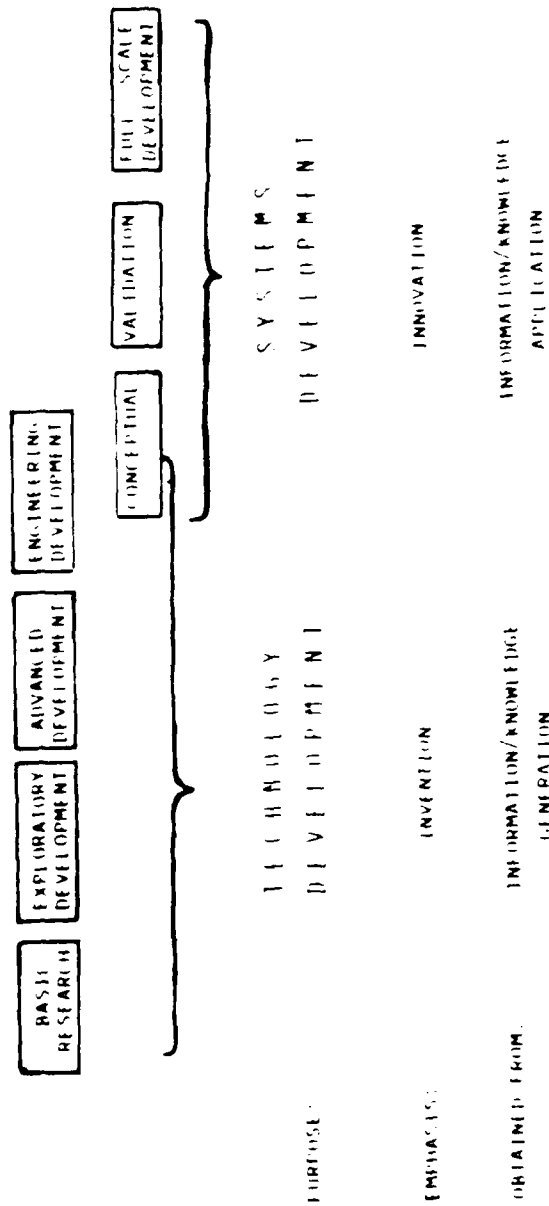 BASIC
RESEARCH
EXPLORATORY
DEVELOPMENT
ADVANCED
DEVELOPMENT
ENGINEERING
DEVELOPMENT
CONCEPTUAL
VALIDATION
FULL SCALE
DEVELOPMENT
PURPOSE:
TECHNOLOGY
DEVELOPMENT
SYSTEMS
DEVELOPMENT
EMPHASIS:
INVENTION
INNOVATION
OBTAINED FROM:
INFORMATION/KNOWLEDGE
GENERATION
INFORMATION/KNOWLEDGE
APPLICATION